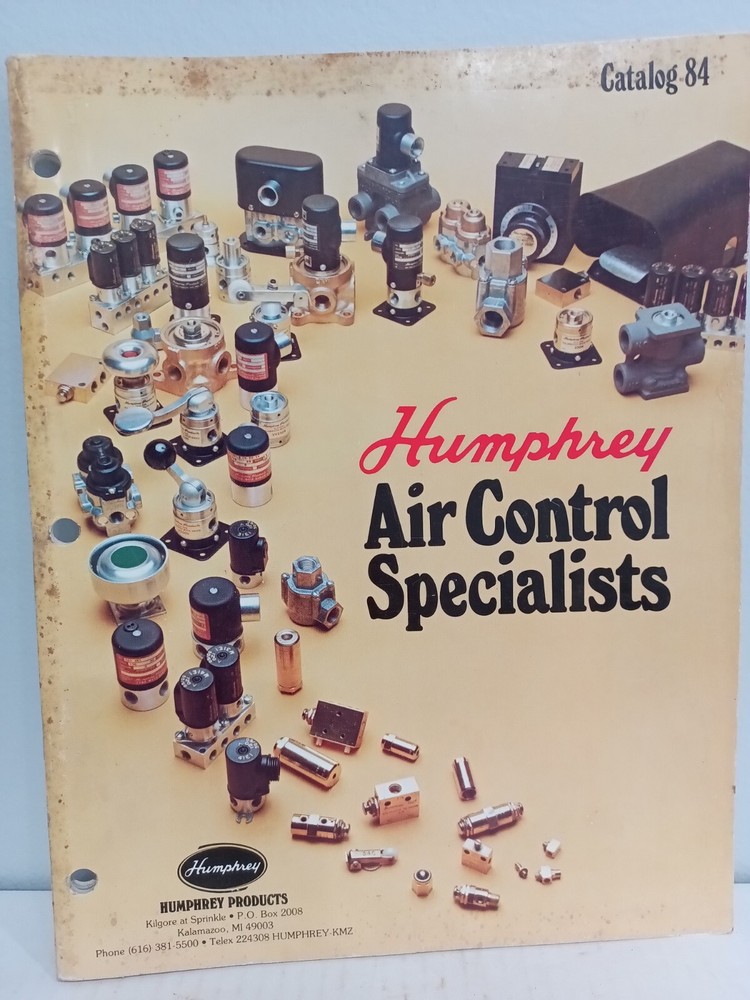 Catalog 84
Humphrey
Air Control
Specialists
Humphrey
HUMPHREY PRODUCTS
Kilgore at Sprinkle • P.O. Box 2008
Kalamazoo, MI 49003
Phone (616) 381-5500 • Telex 224308 HUMPHREY-KMZ